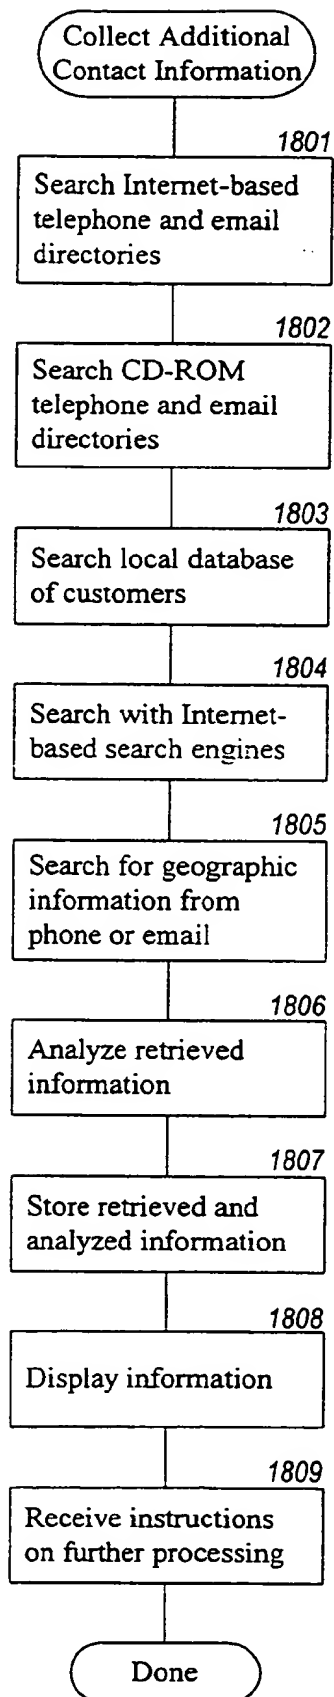 Collect Additional
Contact Information
1801
Search Internet-based
telephone and email
directories
1802
Search CD-ROM
telephone and email
directories
1803
Search local database
of customers
1804
Search with Internet-
based search engines
1805
Search for geographic
information from
phone or email
1806
Analyze retrieved
information
1807
Store retrieved and
analyzed information
1808
Display information
1809
Receive instructions
on further processing
Done